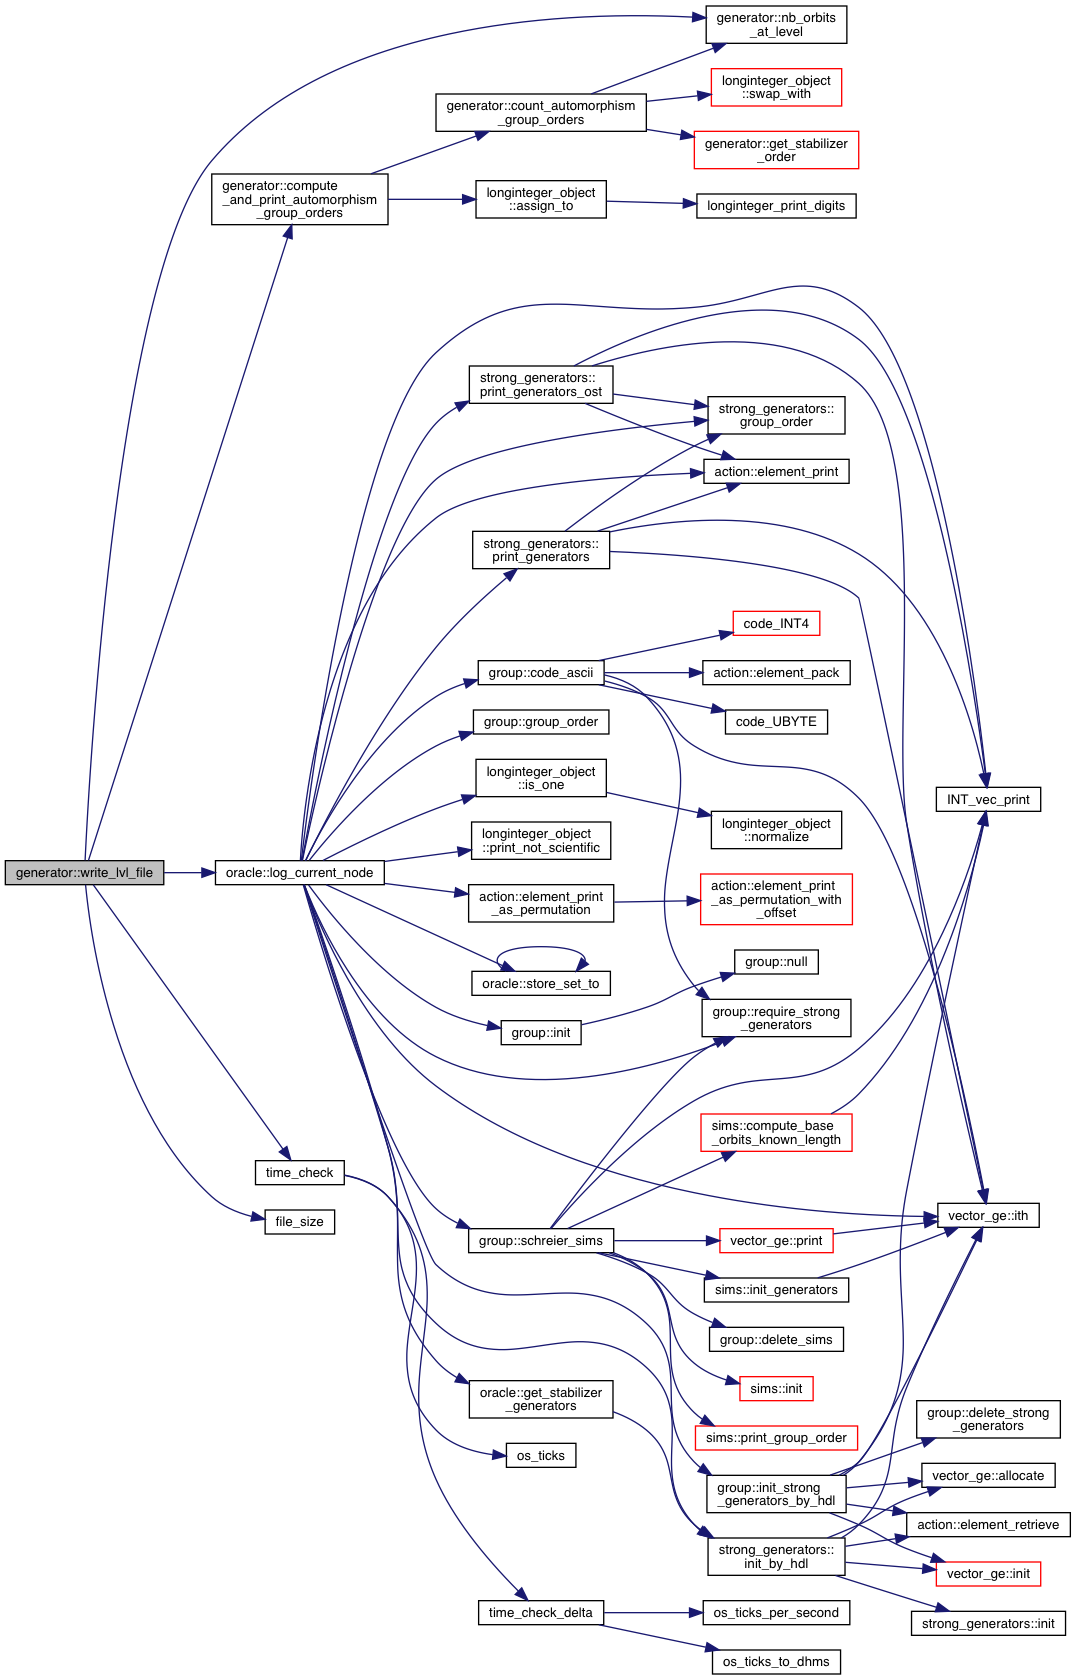 generator::nb_orbits
_at_level
longinteger_object
::swap_with
generator::count_automorphism
_group_orders
generator::get_stabilizer
_order
generator::compute
_and_print_automorphism
_group_orders
longinteger_object
::assign_to
longinteger_print_digits
strong_generators::
print_generators_ost
strong_generators::
group_order
action::element_print
strong_generators::
print_generators
code_INT4
group::code_ascii
action::element_pack
group::group_order
code_UBYTE
longinteger_object
::is_one
INT_vec_print
longinteger_object
::print_not_scientific
longinteger_object
::normalize
generator::write_lvl_file
oracle::log_current_node
action::element_print
_as_permutation
action::element_print
_as_permutation_with
_offset
group::null
oracle::store_set_to
group::require_strong
_generators
group::init
sims::compute_base
_orbits_known_length
time_check
file_size
vector_ge::ith
group::schreier_sims
vector_ge::print
sims::init_generators
group::delete_sims
oracle::get_stabilizer
_generators
sims::init
group::delete_strong
_generators
sims::print_group_order
os_ticks
vector_ge::allocate
group::init_strong
_generators_by_hdl
action::element_retrieve
strong_generators::
init_by_hdl
vector_ge::init
time_check_delta
os_ticks_per_second
strong_generators::init
os_ticks_to_dhms